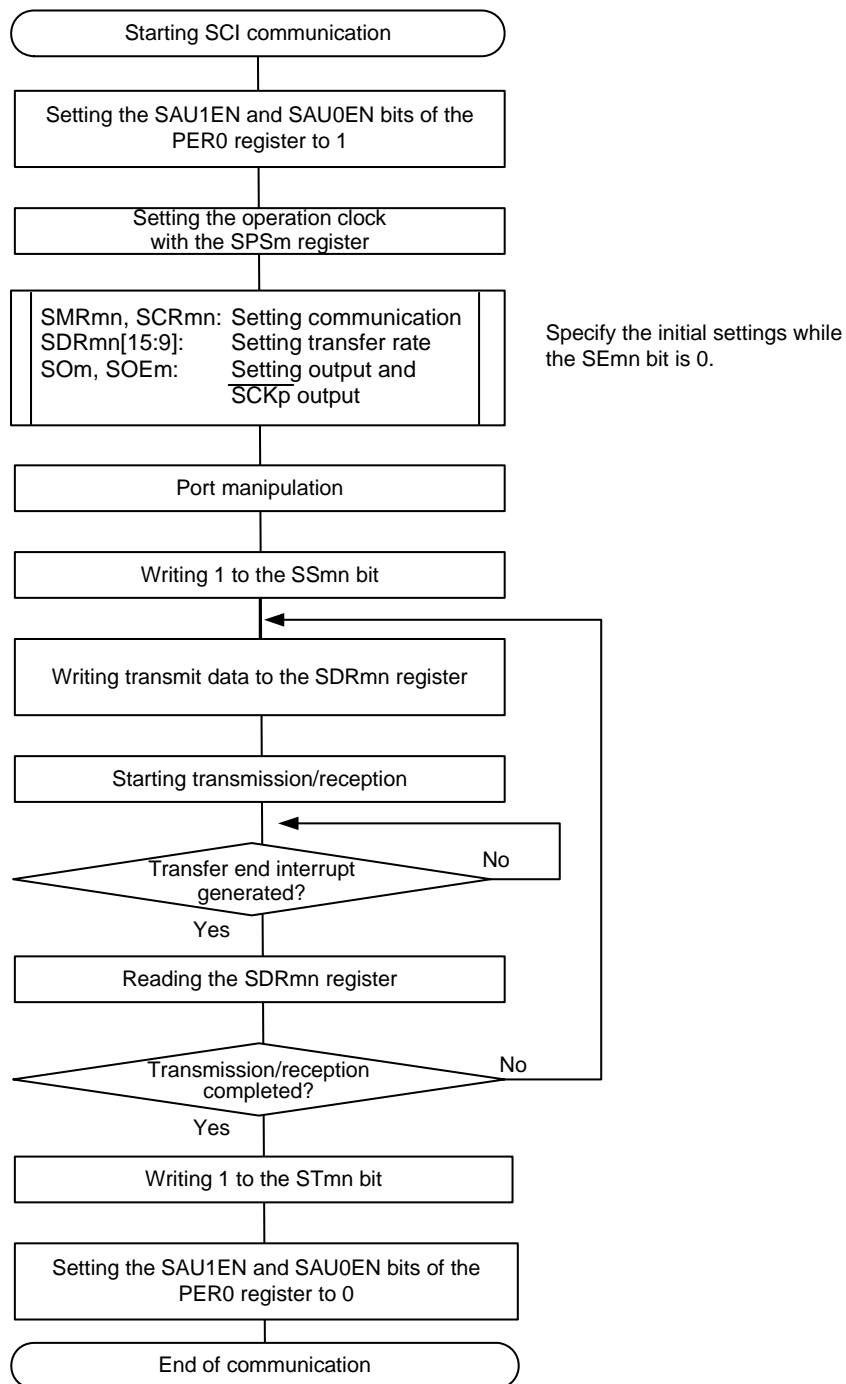 Starting SCI communication
Setting the SAU1EN and SAU0EN bits of the
PER0 register to 1
Setting the operation clock
with the SPSm register
SMRmn, SCRmn: Setting communication
SDRmn[15:9]: Setting transfer rate
SOm, SOEm: Setting output and
SCKp output
Specify the initial settings while
the SEmn bit is 0.
Port manipulation
Writing 1 to the SSmn bit
Writing transmit data to the SDRmn register
Starting transmission/reception
Transfer end interrupt
generated?
No
Yes
Reading the SDRmn register
Transmission/reception
completed?
No
Yes
Writing 1 to the STmn bit
Setting the SAU1EN and SAU0EN bits of the
PER0 register to 0
End of communication